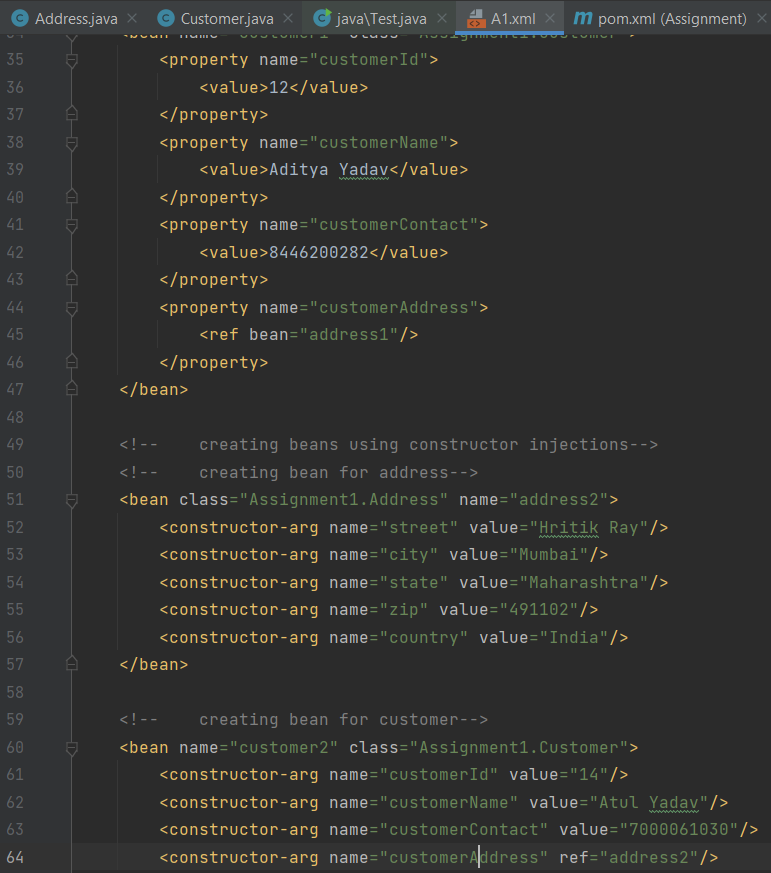 Address.java Customer.java java\Test.java A1.xml pom.xml (Assignment)
34 <bean name="customer1" class="Assignment1.Customer">
35 <property name="customerId">
36 <value>12</value>
37 </property>
38 <property name="customerName">
39 <value>Aditya Yadav</value>
40 </property>
41 <property name="customerContact">
42 <value>8446200282</value>
43 </property>
44 <property name="customerAddress">
45 <ref bean="address1"/>
46 </property>
47 </bean>
48
49 <!-- creating beans using constructor injections-->
50 <!-- creating bean for address-->
51 <bean class="Assignment1.Address" name="address2">
52 <constructor-arg name="street" value="Hritik Ray"/>
53 <constructor-arg name="city" value="Mumbai"/>
54 <constructor-arg name="state" value="Maharashtra"/>
55 <constructor-arg name="zip" value="491102"/>
56 <constructor-arg name="country" value="India"/>
57 </bean>
58
59 <!-- creating bean for customer-->
60 <bean name="customer2" class="Assignment1.Customer">
61 <constructor-arg name="customerId" value="14"/>
62 <constructor-arg name="customerName" value="Atul Yadav"/>
63 <constructor-arg name="customerContact" value="7000061030"/>
64 <constructor-arg name="customerAddress" ref="address2"/>